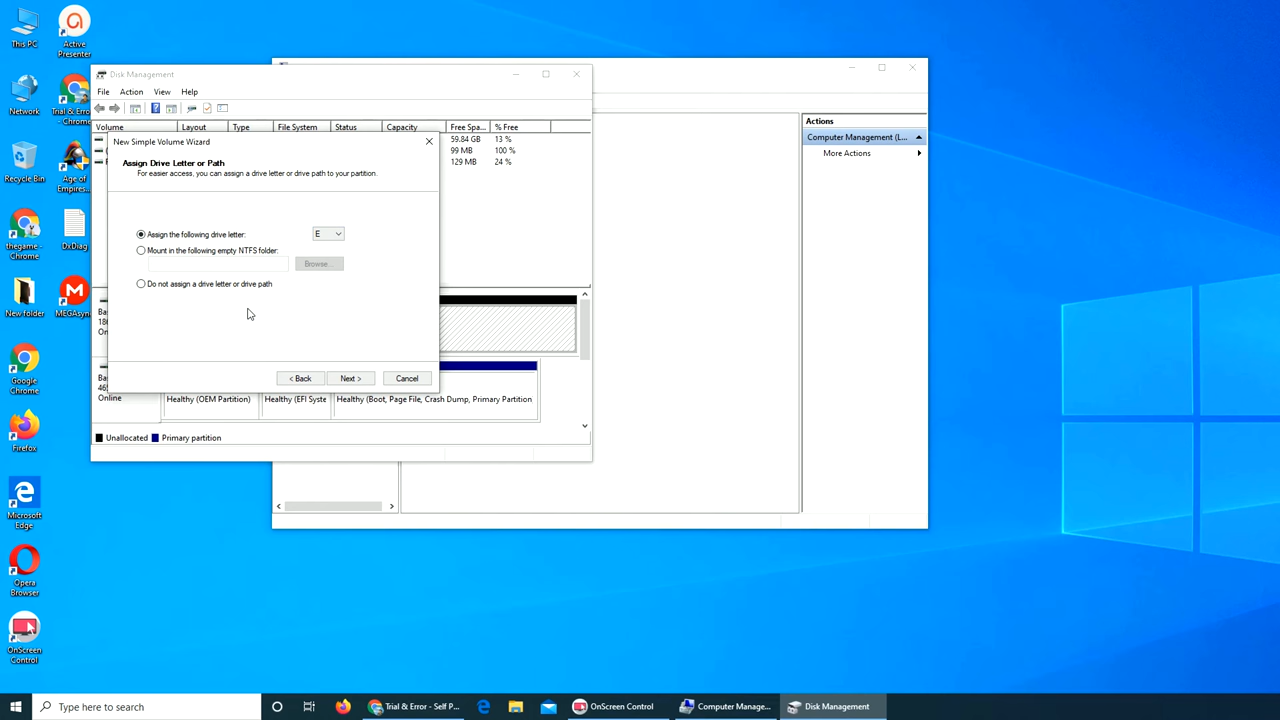 This PC
Active
Presenter
Network
Trial & Error -
Chrome
Recycle Bin
Age of
Empires...
thegame -
Chrome
DxDiag
New folder
MEGAsync
Google
Chrome
Firefox
Microsoft
Edge
Opera
Browser
OnScreen
Control
Disk Management
File Action View Help
Volume Layout Type File System Status Capacity Free Spa... % Free
59.84 GB 13 %
99 MB 100 %
129 MB 24 %
New Simple Volume Wizard
Assign Drive Letter or Path
For easier access, you can assign a drive letter or drive path to your partition.
Assign the following drive letter: E
Mount in the following empty NTFS folder:
Browse...
Do not assign a drive letter or drive path
< Back Next > Cancel
Bas
186
Onl
Bas
465
Online
Healthy (OEM Partition) Healthy (EFI Syste Healthy (Boot, Page File, Crash Dump, Primary Partition
Unallocated Primary partition
Actions
Computer Management (L...
More Actions
Type here to search
Trial & Error - Self P...
OnScreen Control
Computer Manage...
Disk Management